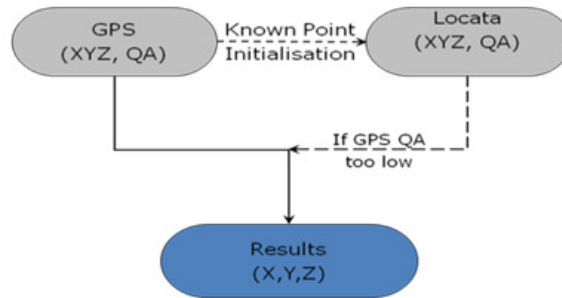 GPS
(XYZ, QA)
Known Point
Initialisation
Locata
(XYZ, QA)
If GPS QA
too low
Results
(X,Y,Z)